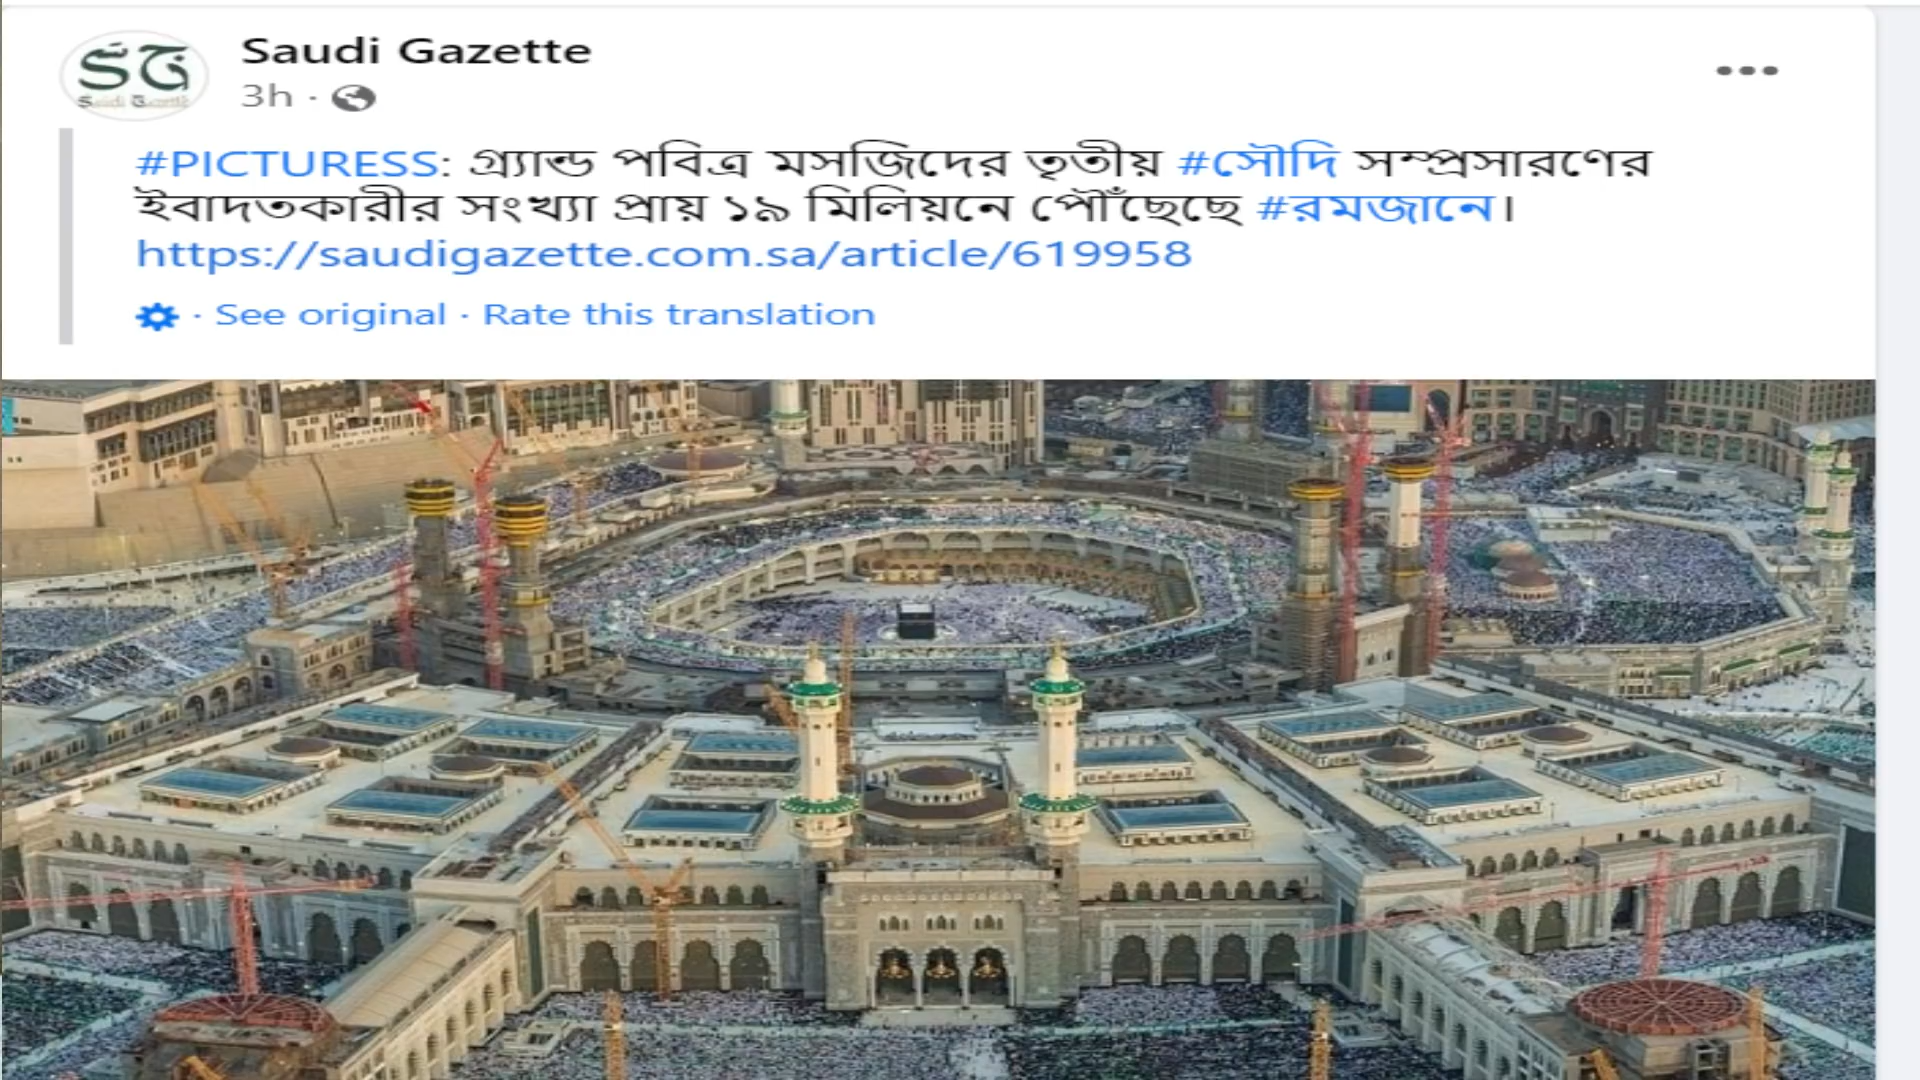 Saudi Gazette
3h ·
#PICTURESS: গ্র্যান্ড পবিত্র মসজিদের তৃতীয় #সৌদি সম্প্রসারণের
ইবাদতকারীর সংখ্যা প্রায় ১৯ মিলিয়নে পৌঁছেছে #রমজানে।
https://saudigazette.com.sa/article/619958
· See original · Rate this translation